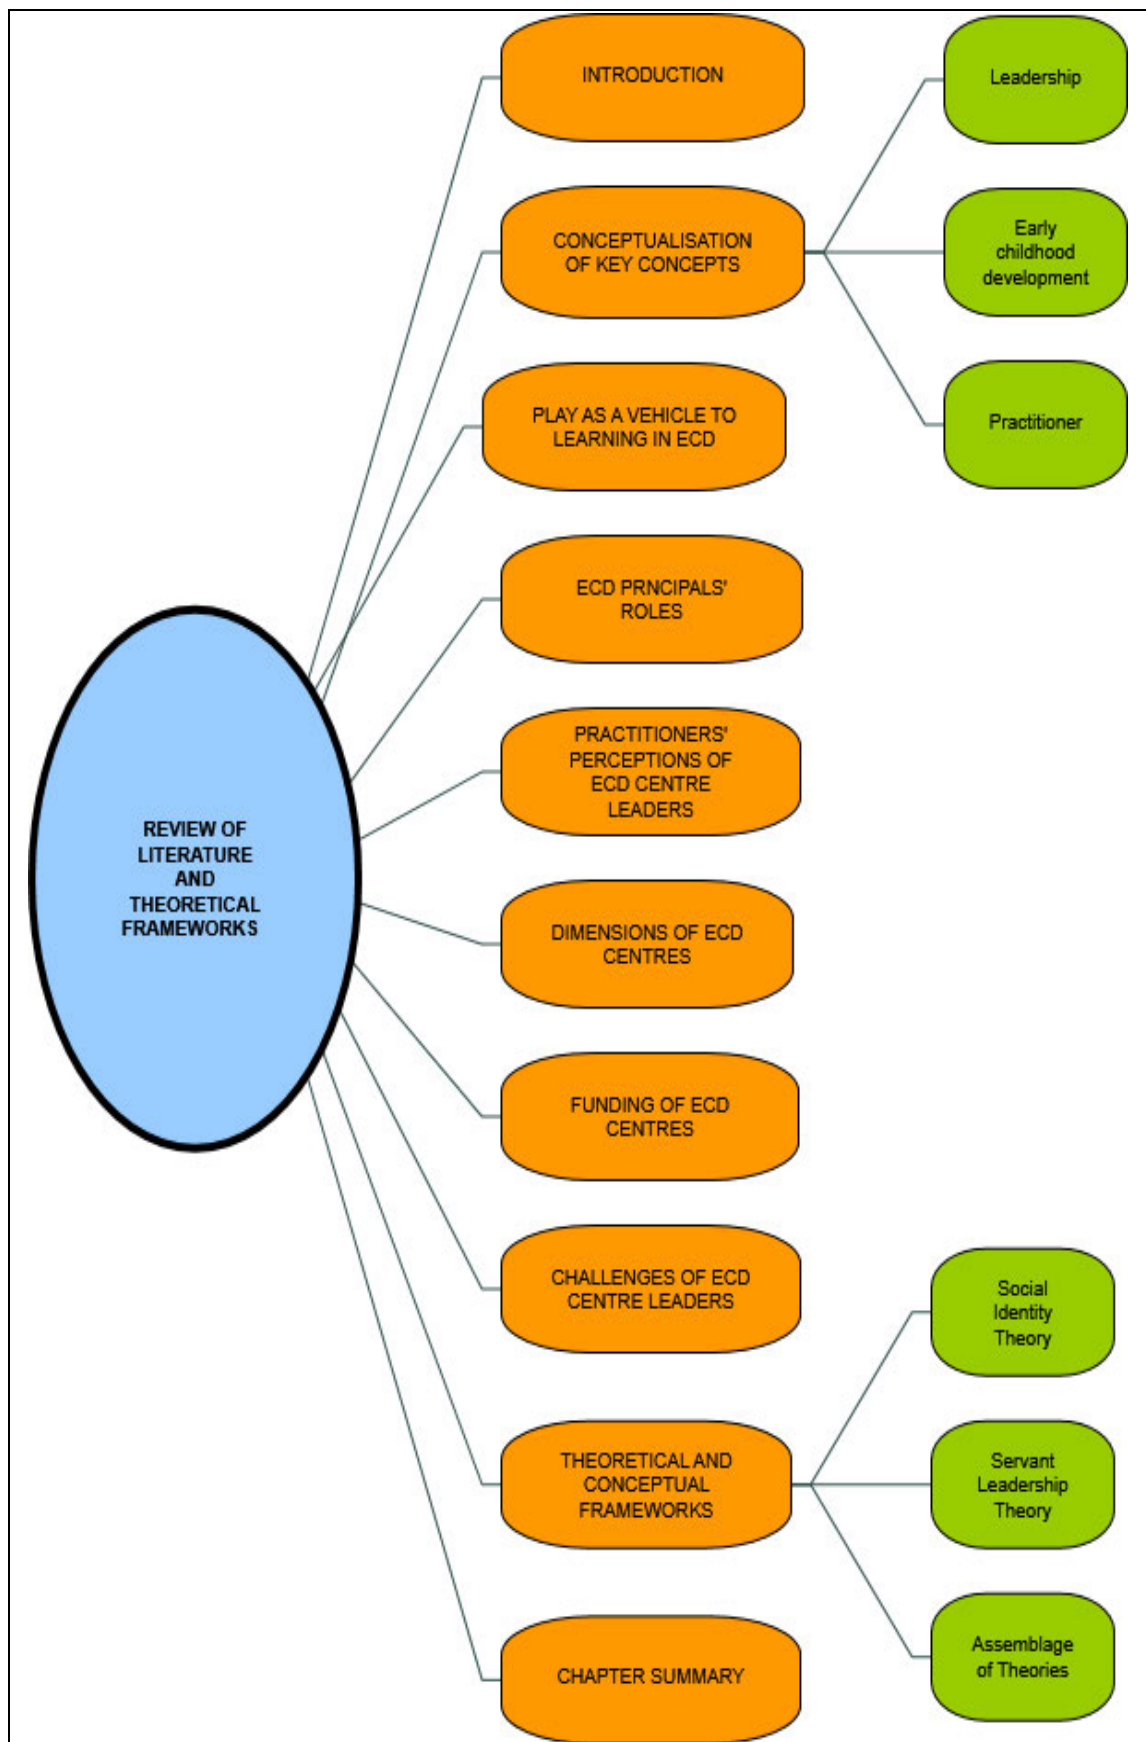 REVIEW OF
LITERATURE
AND
THEORETICAL
FRAMEWORKS
INTRODUCTION
CONCEPTUALISATION
OF KEY CONCEPTS
Leadership
Early
childhood
development
Practitioner
PLAY AS A VEHICLE TO
LEARNING IN ECD
ECD PRNCIPALS'
ROLES
PRACTITIONERS'
PERCEPTIONS OF
ECD CENTRE
LEADERS
DIMENSIONS OF ECD
CENTRES
FUNDING OF ECD
CENTRES
CHALLENGES OF ECD
CENTRE LEADERS
THEORETICAL AND
CONCEPTUAL
FRAMEWORKS
Social
Identity
Theory
Servant
Leadership
Theory
Assemblage
of Theories
CHAPTER SUMMARY